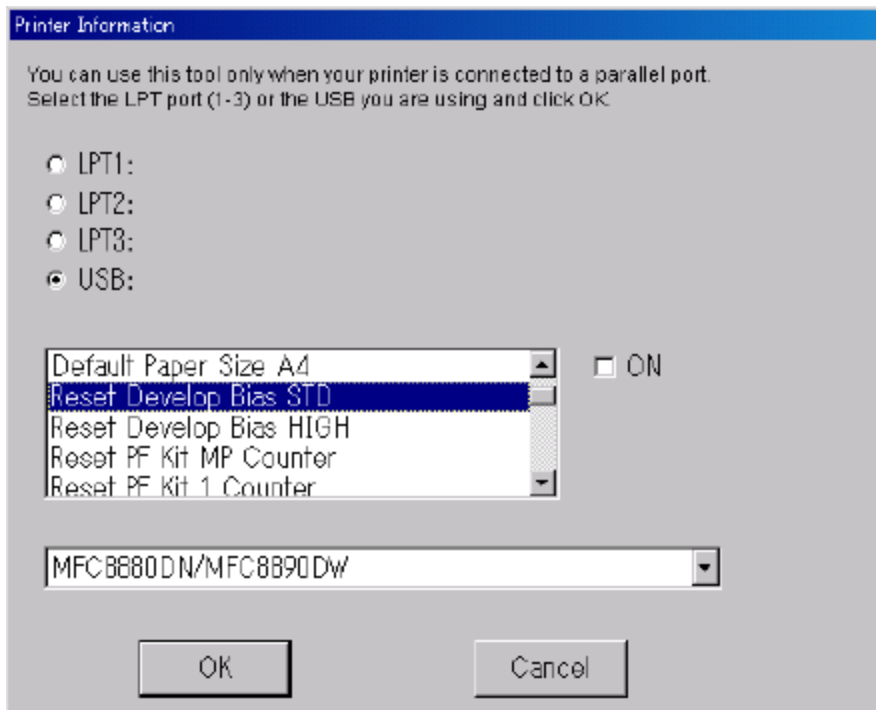 Printer Information
You can use this tool only when your printer is connected to a parallel port.
Select the LPT port (1-3) or the USB you are using and click OK.
LPT1:
LPT2:
LPT3:
USB:
Default Paper Size A4
ON
Reset Develop Bias STD
Reset Develop Bias HIGH
Reset PF Kit MP Counter
Reset PF Kit 1 Counter
MFC8880DN/MFC8890DW
OK
Cancel